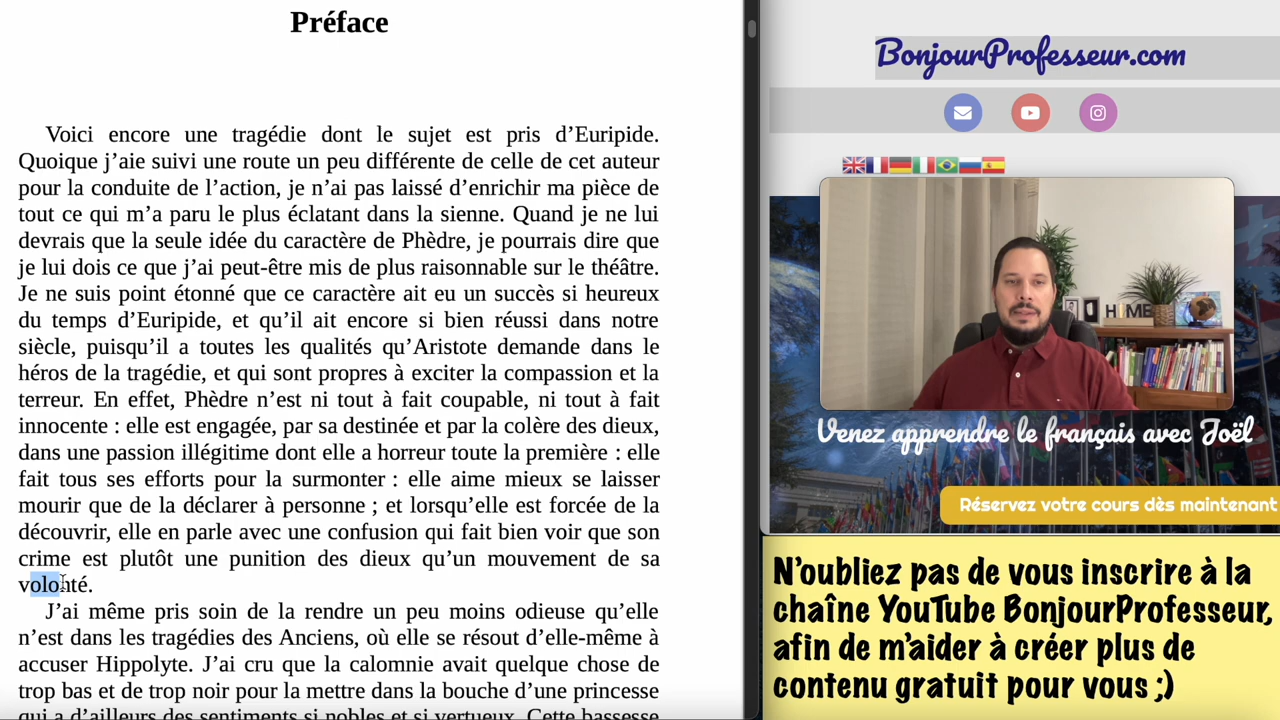 Préface
Voici encore une tragédie dont le sujet est pris d’Euripide.
Quoique j’aie suivi une route un peu différente de celle de cet auteur
pour la conduite de l’action, je n’ai pas laissé d’enrichir ma pièce de
tout ce qui m’a paru le plus éclatant dans la sienne. Quand je ne lui
devrais que la seule idée du caractère de Phèdre, je pourrais dire que
je lui dois ce que j’ai peut-être mis de plus raisonnable sur le théâtre.
Je ne suis point étonné que ce caractère ait eu un succès si heureux
du temps d’Euripide, et qu’il ait encore si bien réussi dans notre
siècle, puisqu’il a toutes les qualités qu’Aristote demande dans le
héros de la tragédie, et qui sont propres à exciter la compassion et la
terreur. En effet, Phèdre n’est ni tout à fait coupable, ni tout à fait
innocente : elle est engagée, par sa destinée et par la colère des dieux,
dans une passion illégitime dont elle a horreur toute la première : elle
fait tous ses efforts pour la surmonter : elle aime mieux se laisser
mourir que de la déclarer à personne ; et lorsqu’elle est forcée de la
découvrir, elle en parle avec une confusion qui fait bien voir que son
crime est plutôt une punition des dieux qu’un mouvement de sa
volonté.
J’ai même pris soin de la rendre un peu moins odieuse qu’elle
n’est dans les tragédies des Anciens, où elle se résout d’elle-même à
accuser Hippolyte. J’ai cru que la calomnie avait quelque chose de
trop bas et de trop noir pour la mettre dans la bouche d’une princesse
qui a d’ailleurs des sentiments si nobles et si vertueux. Cette bassesse
BonjourProfesseur.com
HOME
Venez apprendre le français avec Joël
Réservez votre cours dès maintenant
N’oubliez pas de vous inscrire à la
chaîne YouTube BonjourProfesseur,
afin de m’aider à créer plus de
contenu gratuit pour vous ;)